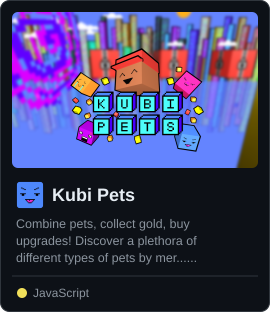 KUBI
PETS
Kubi Pets
Combine pets, collect gold, buy
upgrades! Discover a plethora of
different types of pets by mer......
JavaScript